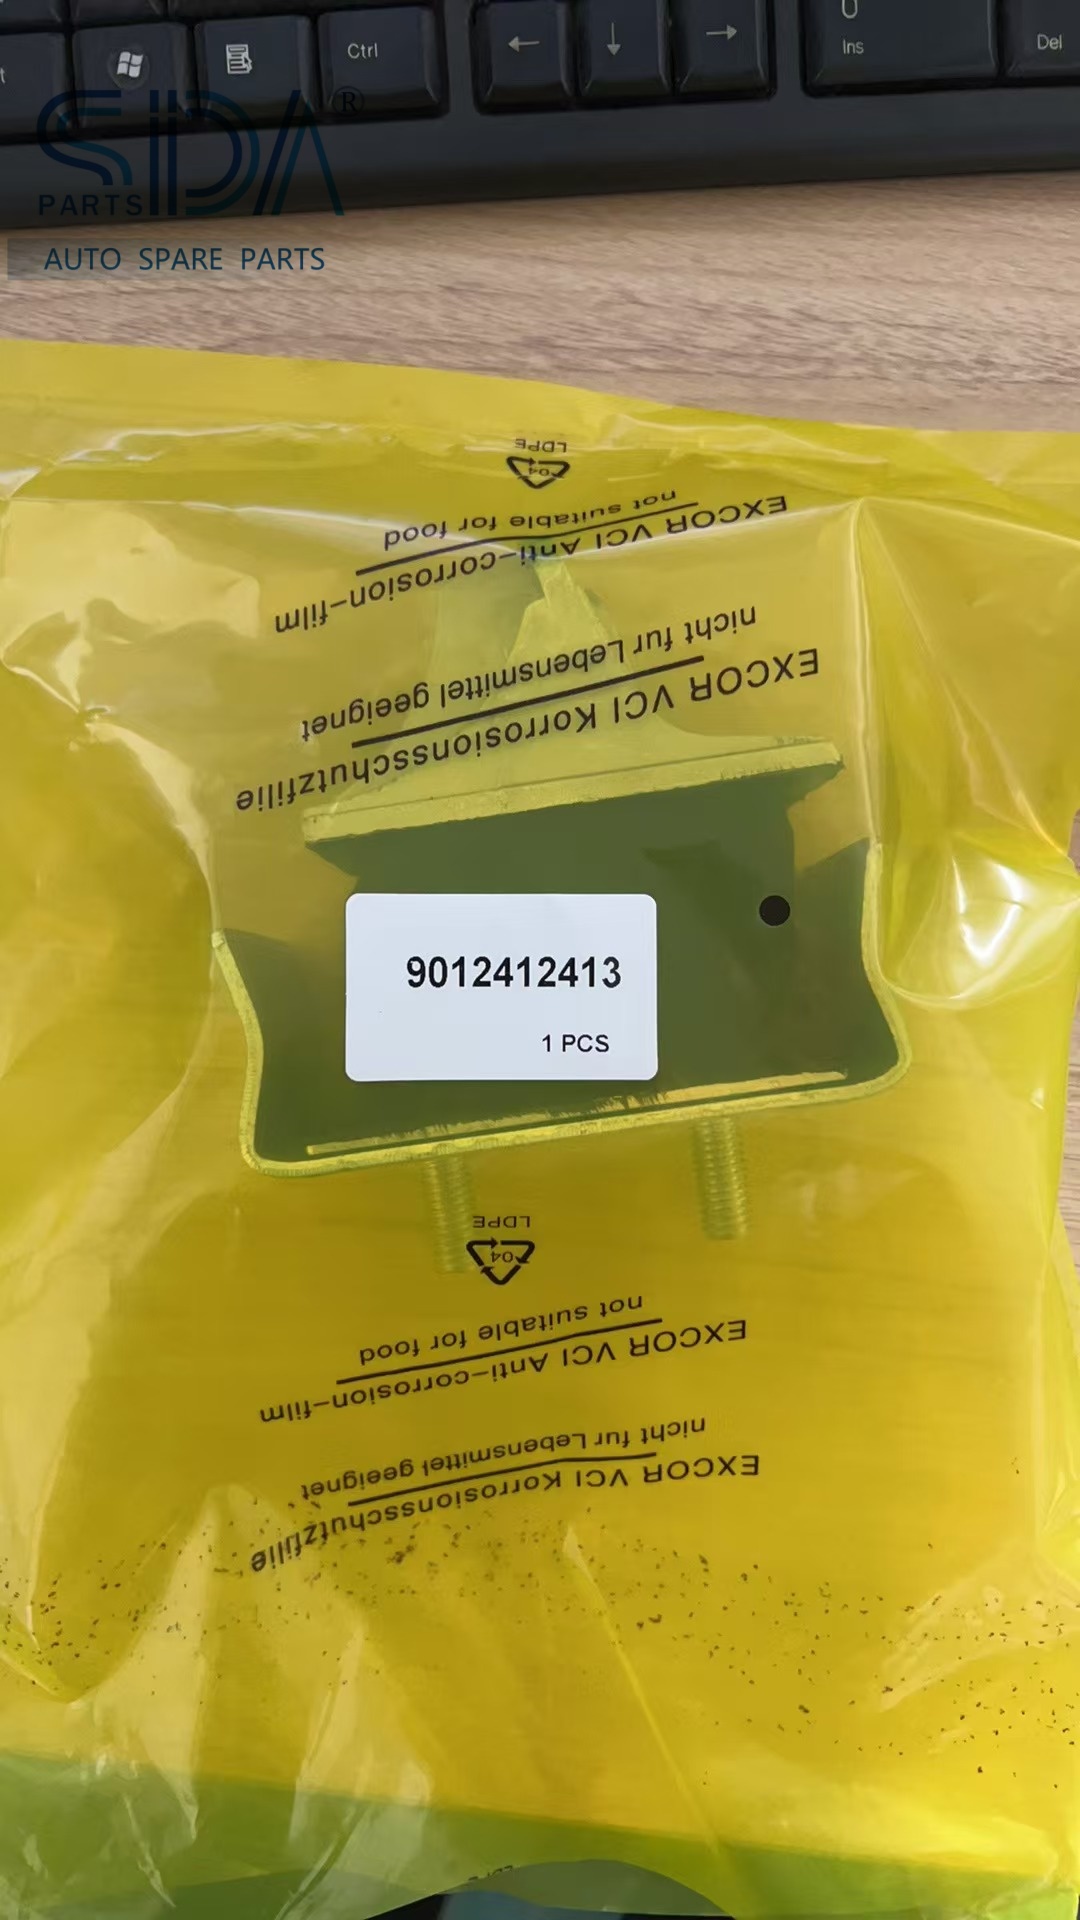 Ctrl
Ins
Del
SIDA®
PARTS
AUTO SPARE PARTS
LDPE
04
not suitable for food
EXCOR VCI Anti-corrosion-film
nicht fur Lebensmittel geeignet
EXCOR VCI Korrosionsschutzfilie
9012412413
1 PCS
LDPE
04
not suitable for food
EXCOR VCI Anti-corrosion-film
nicht fur Lebensmittel geeignet
EXCOR VCI Korrosionsschutzfilie